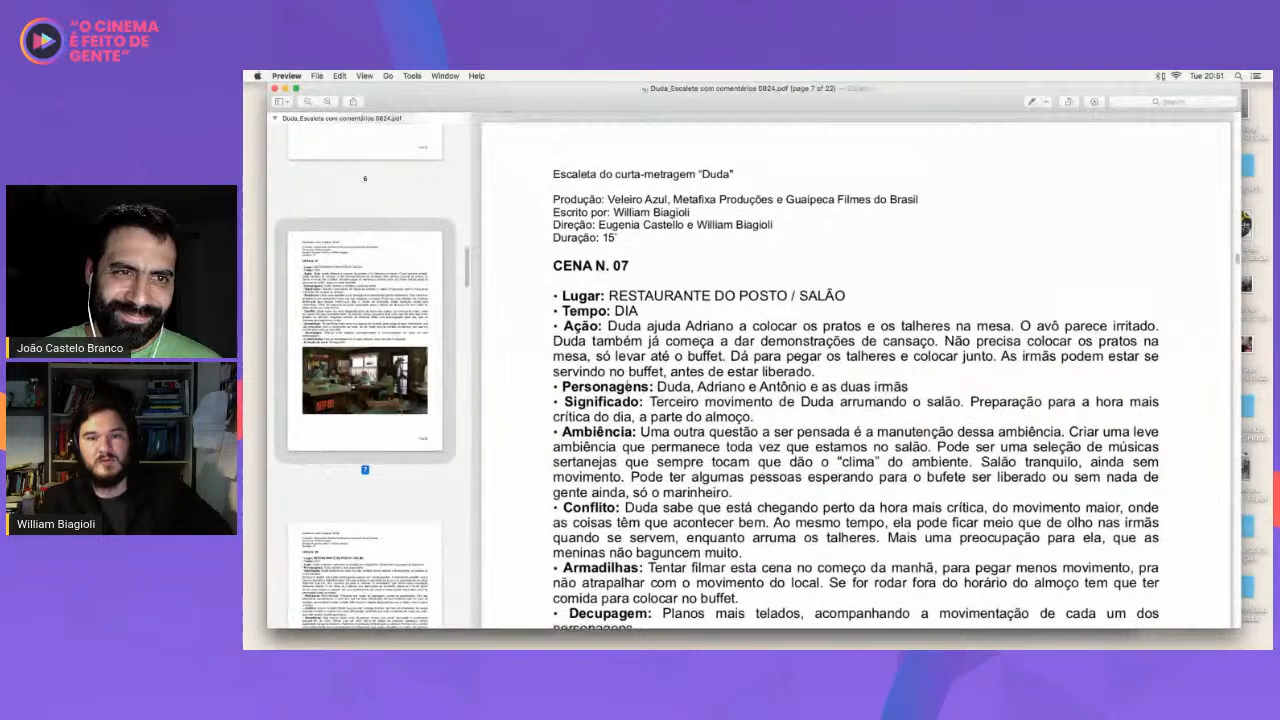 “O CINEMA
É FEITO DE
GENTE”
Preview File Edit View Go Tools Window Help
Tue 20:51
Duda_Escaleta com comentários 0824.pdf (page 7 of 22)
Search
Duda_Escaleta com comentários 0824.pdf
6
7
João Castelo Branco
William Biagioli
Escaleta do curta-metragem “Duda”
Produção: Veleiro Azul, Metafixa Produções e Guaipeca Filmes do Brasil
Escrito por: William Biagioli
Direção: Eugenia Castello e William Biagioli
Duração: 15’
CENA N. 07
• Lugar: RESTAURANTE DO POSTO / SALÃO
• Tempo: DIA
• Ação: Duda ajuda Adriano a colocar os pratos e os talheres na mesa. O avô parece irritado.
Duda também já começa a dar demonstrações de cansaço. Não precisa colocar os pratos na
mesa, só levar até o buffet. Dá para pegar os talheres e colocar junto. As irmãs podem estar se
servindo no buffet, antes de estar liberado.
• Personagens: Duda, Adriano e Antônio e as duas irmãs
• Significado: Terceiro movimento de Duda arrumando o salão. Preparação para a hora mais
crítica do dia, a parte do almoço.
• Ambiência: Uma outra questão a ser pensada é a manutenção dessa ambiência. Criar uma leve
ambiência que permanece toda vez que estamos no salão. Pode ser uma seleção de músicas
sertanejas que sempre tocam que dão o “clima” do ambiente. Salão tranquilo, ainda sem
movimento. Pode ter algumas pessoas esperando para o bufete ser liberado ou sem nada de
gente ainda, só o marinheiro.
• Conflito: Duda sabe que está chegando perto da hora mais crítica, do movimento maior, onde
as coisas têm que acontecer bem. Ao mesmo tempo, ela pode ficar meio que de olho nas irmãs
quando se servem, enquanto arruma os talheres. Mais uma preocupação para ela, que as
meninas não baguncem muito.
• Armadilhas: Tentar filmar esta cena no começo da manhã, para pegar menos movimento, pra
não atrapalhar tanto o movimento do restaurante e rodar fora do horário de almoço. Tem que ter
comida para colocar no buffet.
• Decupagem: Planos mais abertos, acompanhando a movimentação de cada um dos
personagens.